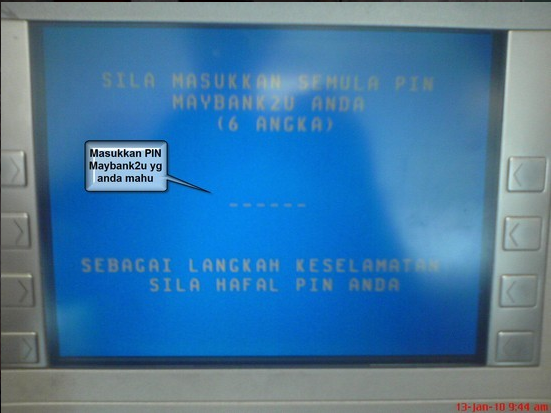 SILA MASUKKAN SEMULA PIN
MAYBANK2U ANDA
(6 ANGKA)
Masukkan PIN
Maybank2u yg
anda mahu
------
SEBAGAI LANGKAH KESELAMATAN
SILA HAFAL PIN ANDA
13-Jan-10 9:44 am